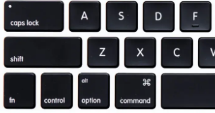 caps lock A S D F
shift Z X C V
alt ⌘
fn control option command